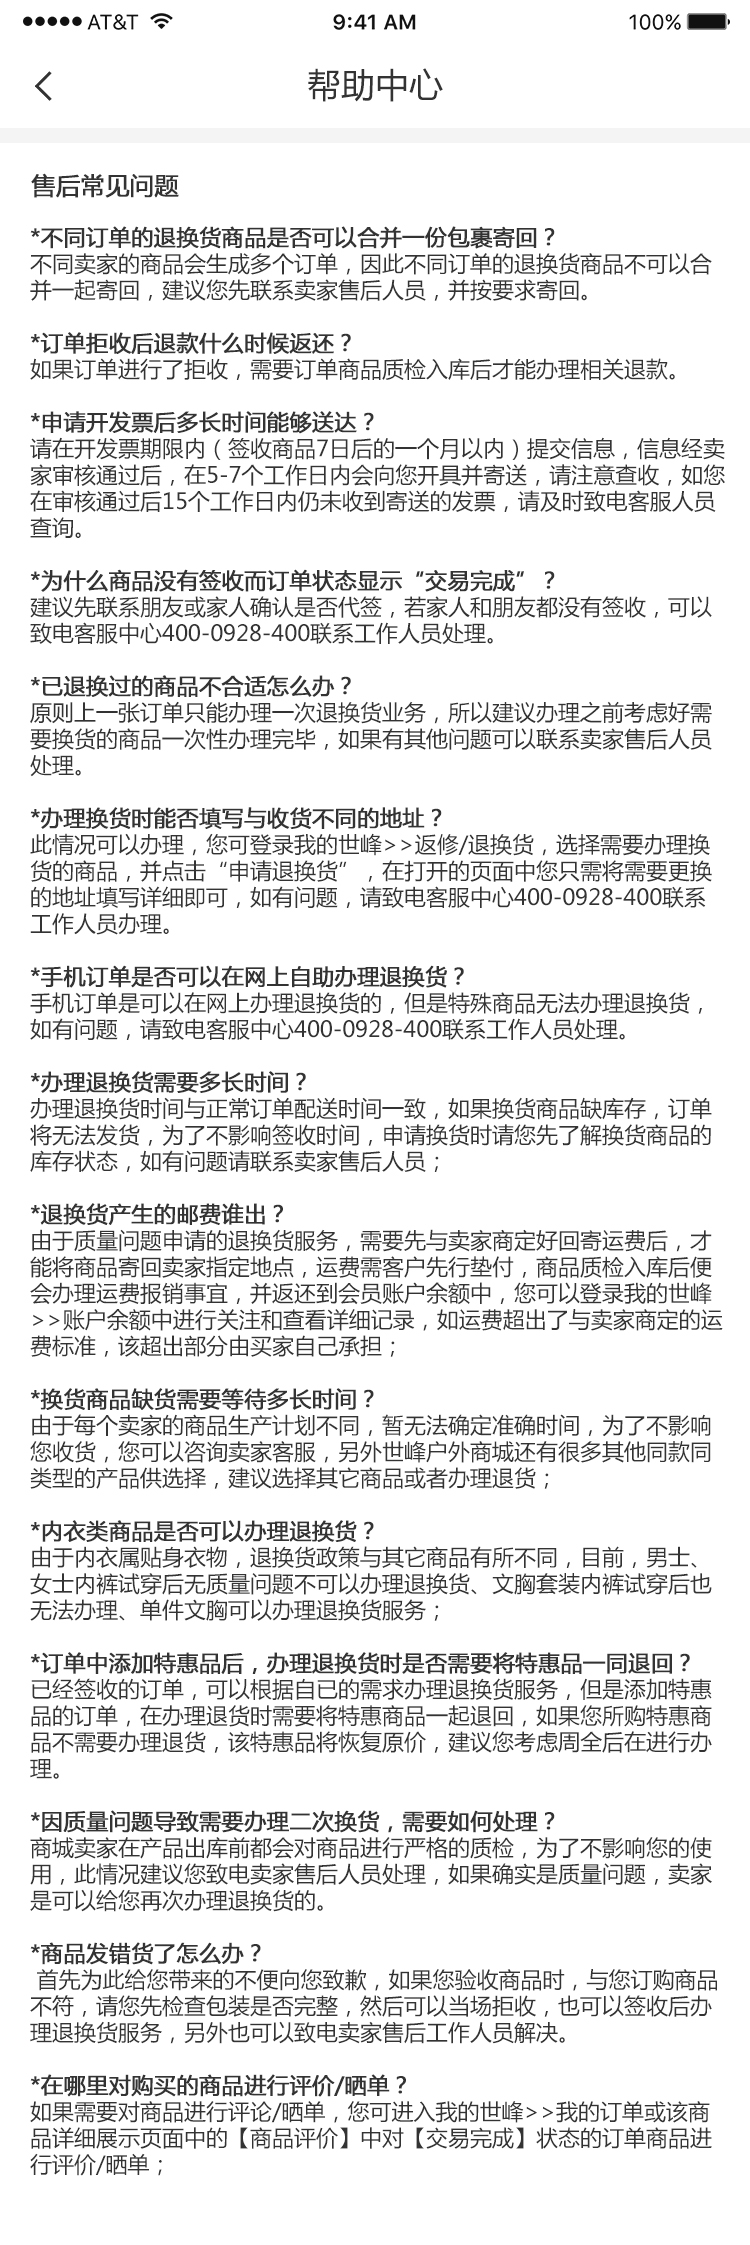 AT&T
9:41 AM
100%
帮助中心
售后常见问题
*不同订单的退换货商品是否可以合并一份包裹寄回？
不同卖家的商品会生成多个订单，因此不同订单的退换货商品不可以合
并一起寄回，建议您先联系卖家售后人员，并按要求寄回。
*订单拒收后退款什么时候返还？
如果订单进行了拒收，需要订单商品质检入库后才能办理相关退款。
*申请开发票后多长时间能够送达？
请在开发票期限内（签收商品7日后的一个月以内）提交信息，信息经卖
家审核通过后，在5-7个工作日内会向您开具并寄送，请注意查收，如您
在审核通过后15个工作日内仍未收到寄送的发票，请及时致电客服人员
查询。
*为什么商品没有签收而订单状态显示“交易完成”？
建议先联系朋友或家人确认是否代签，若家人和朋友都没有签收，可以
致电客服中心400-0928-400联系工作人员处理。
*已退换过的商品不合适怎么办？
原则上一张订单只能办理一次退换货业务，所以建议办理之前考虑好需
要换货的商品一次性办理完毕，如果有其他问题可以联系卖家售后人员
处理。
*办理换货时能否填写与收货不同的地址？
此情况可以办理，您可登录我的世峰>>返修/退换货，选择需要办理换
货的商品，并点击“申请退换货”，在打开的页面中您只需将需要更换
的地址填写详细即可，如有问题，请致电客服中心400-0928-400联系
工作人员办理。
*手机订单是否可以在网上自助办理退换货？
手机订单是可以在网上办理退换货的，但是特殊商品无法办理退换货，
如有问题，请致电客服中心400-0928-400联系工作人员处理。
*办理退换货需要多长时间？
办理退换货时间与正常订单配送时间一致，如果换货商品缺库存，订单
将无法发货，为了不影响签收时间，申请换货时请您先了解换货商品的
库存状态，如有问题请联系卖家售后人员；
*退换货产生的邮费谁出？
由于质量问题申请的退换货服务，需要先与卖家商定好回寄运费后，才
能将商品寄回卖家指定地点，运费需客户先行垫付，商品质检入库后便
会办理运费报销事宜，并返还到会员账户余额中，您可以登录我的世峰
>>账户余额中进行关注和查看详细记录，如运费超出了与卖家商定的运
费标准，该超出部分由买家自己承担；
*换货商品缺货需要等待多长时间？
由于每个卖家的商品生产计划不同，暂无法确定准确时间，为了不影响
您收货，您可以咨询卖家客服，另外世峰户外商城还有很多其他同款同
类型的产品供选择，建议选择其它商品或者办理退货；
*内衣类商品是否可以办理退换货？
由于内衣属贴身衣物，退换货政策与其它商品有所不同，目前，男士、
女士内裤试穿后无质量问题不可以办理退换货、文胸套装内裤试穿后也
无法办理、单件文胸可以办理退换货服务；
*订单中添加特惠品后，办理退换货时是否需要将特惠品一同退回？
已经签收的订单，可以根据自已的需求办理退换货服务，但是添加特惠
品的订单，在办理退货时需要将特惠商品一起退回，如果您所购特惠商
品不需要办理退货，该特惠品将恢复原价，建议您考虑周全后在进行办
理。
*因质量问题导致需要办理二次换货，需要如何处理？
商城卖家在产品出库前都会对商品进行严格的质检，为了不影响您的使
用，此情况建议您致电卖家售后人员处理，如果确实是质量问题，卖家
是可以给您再次办理退换货的。
*商品发错货了怎么办？
首先为此给您带来的不便向您致歉，如果您验收商品时，与您订购商品
不符，请您先检查包装是否完整，然后可以当场拒收，也可以签收后办
理退换货服务，另外也可以致电卖家售后工作人员解决。
*在哪里对购买的商品进行评价/晒单？
如果需要对商品进行评论/晒单，您可进入我的世峰>>我的订单或该商
品详细展示页面中的【商品评价】中对【交易完成】状态的订单商品进
行评价/晒单；